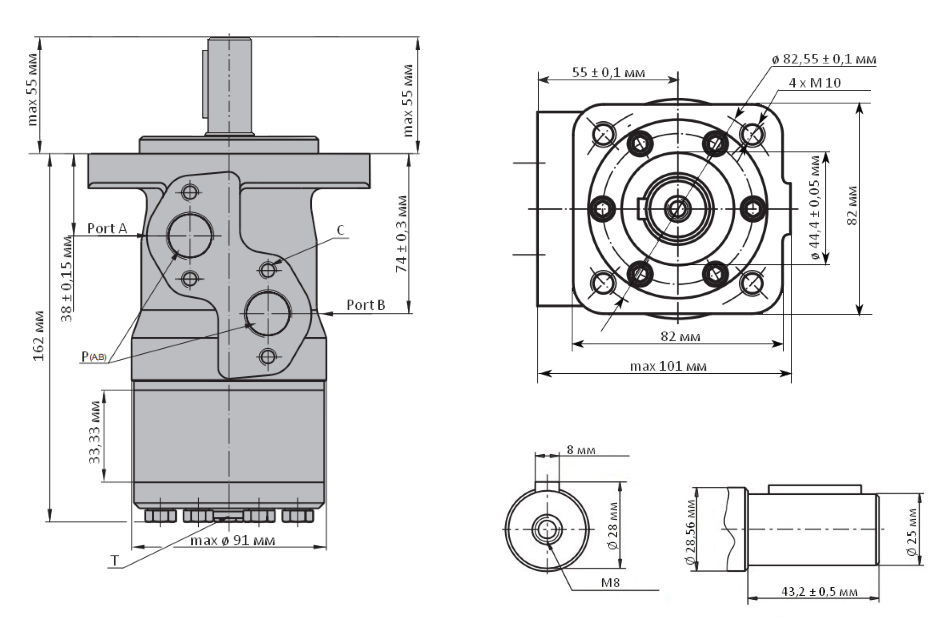 max 55 мм
max 55 мм
Port A
38 ± 0,15 мм
162 мм
C
74 ± 0,3 мм
Port B
P(A,B)
33,33 мм
max ø 91 мм
T
55 ± 0,1 мм
ø 82,55 ± 0,1 мм
4 x M 10
ø 44,4 ± 0,05 мм
82 мм
82 мм
max 101 мм
8 мм
Ø 28 мм
M8
Ø 28,56 мм
Ø 25 мм
43,2 ± 0,5 мм